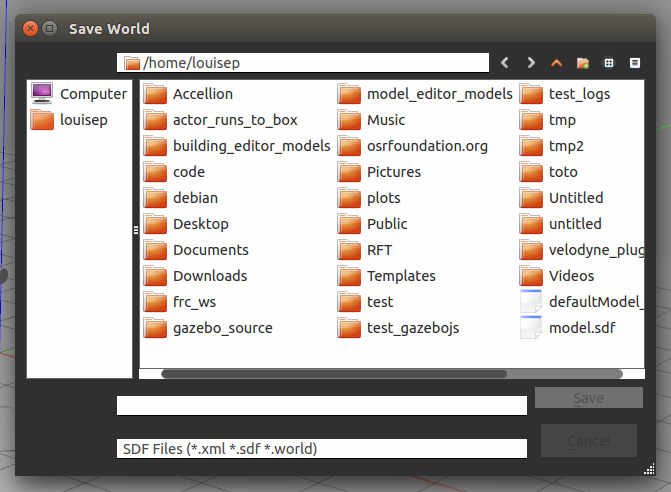 Save World
/home/louisep
Computer
louisep
Accellion
actor_runs_to_box
building_editor_models
code
debian
Desktop
Documents
Downloads
frc_ws
gazebo_source
model_editor_models
Music
osrfoundation.org
Pictures
plots
Public
RFT
Templates
test
test_gazebojs
test_logs
tmp
tmp2
toto
Untitled
untitled
velodyne_plug
Videos
defaultModel_
model.sdf
Save
SDF Files (*.xml *.sdf *.world)
Cancel